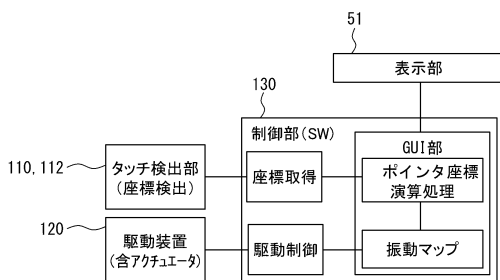 51
表示部
130
制御部(SW)
GUI部
110, 112
タッチ検出部
(座標検出)
座標取得
ポインタ座標
演算処理
120
駆動装置
(含アクチュエータ)
駆動制御
振動マップ